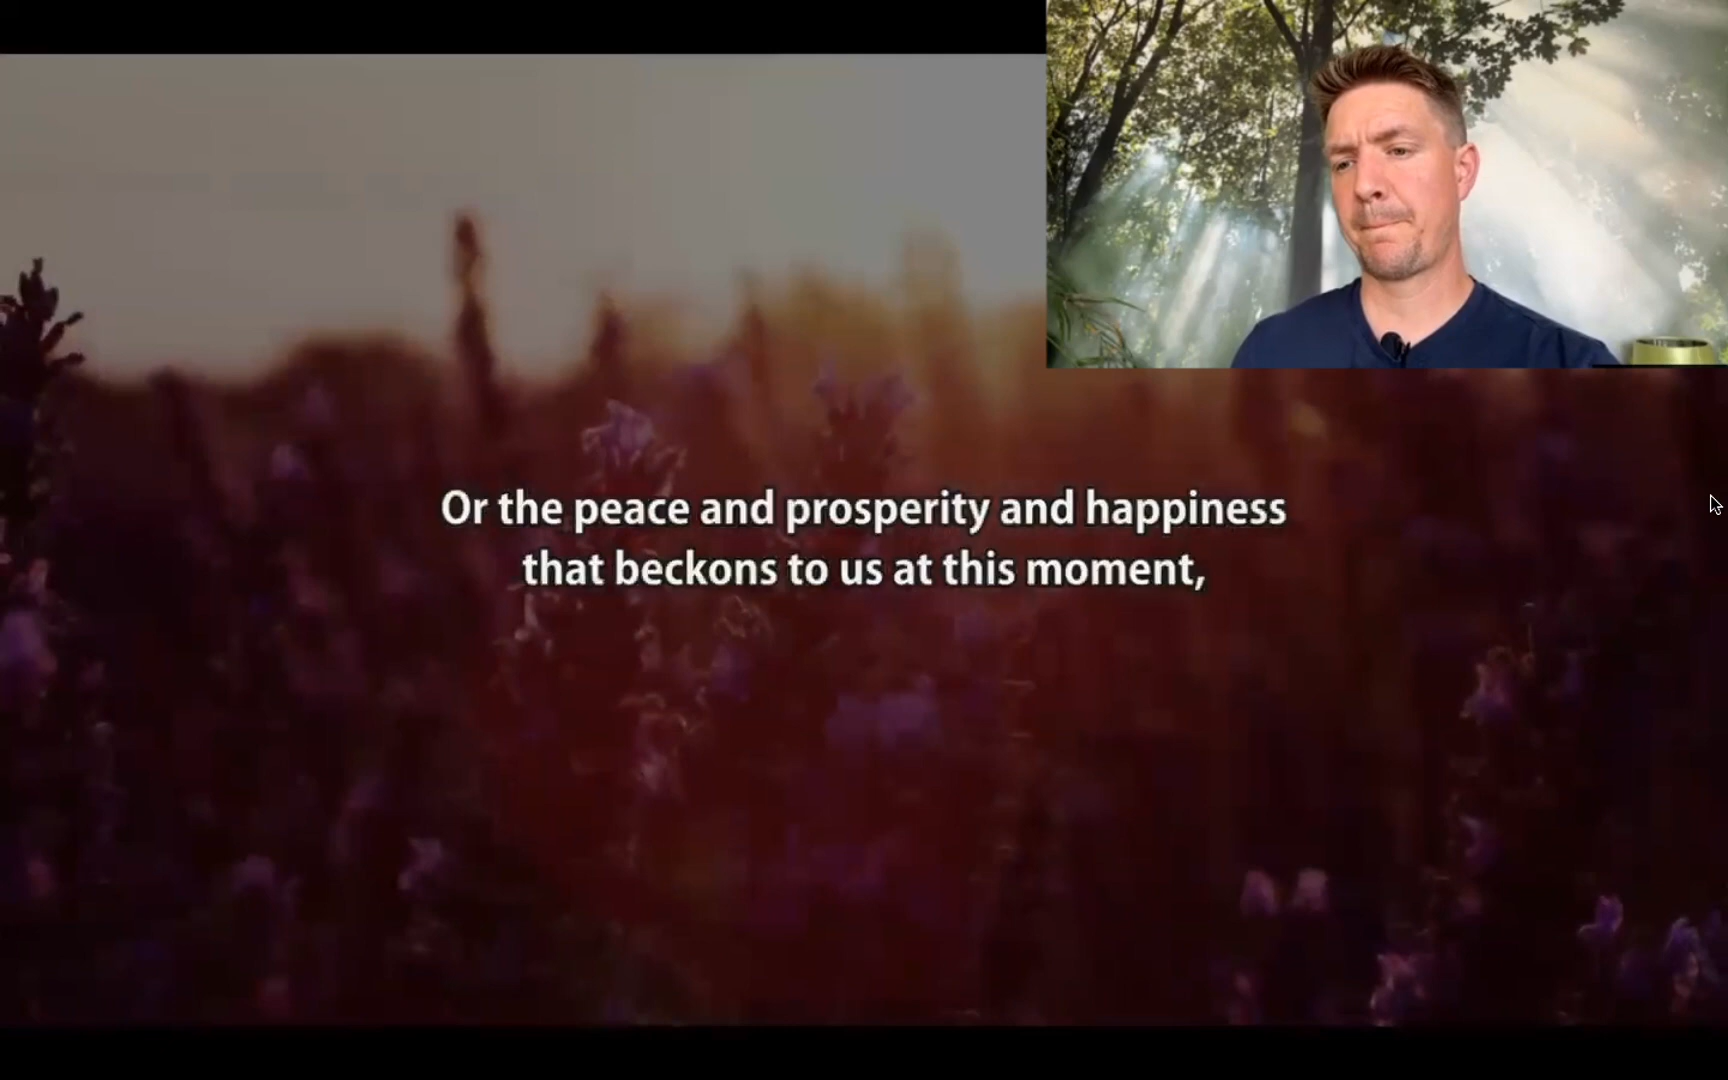 Or the peace and prosperity and happiness
that beckons to us at this moment,